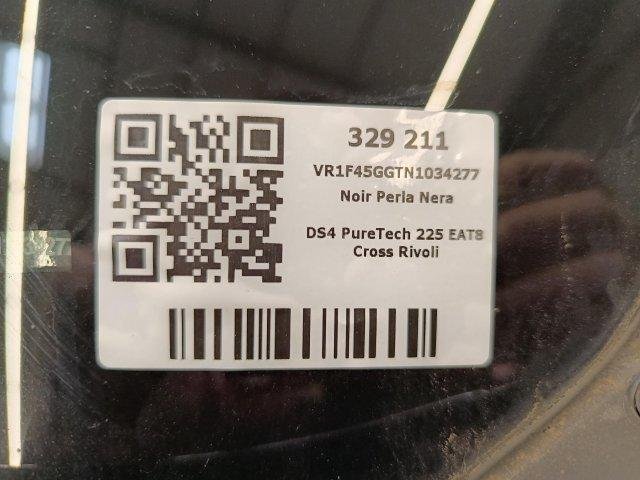 329 211
VR1F45GGTN1034277
Noir Perla Nera
DS4 PureTech 225 EAT8
Cross Rivoli